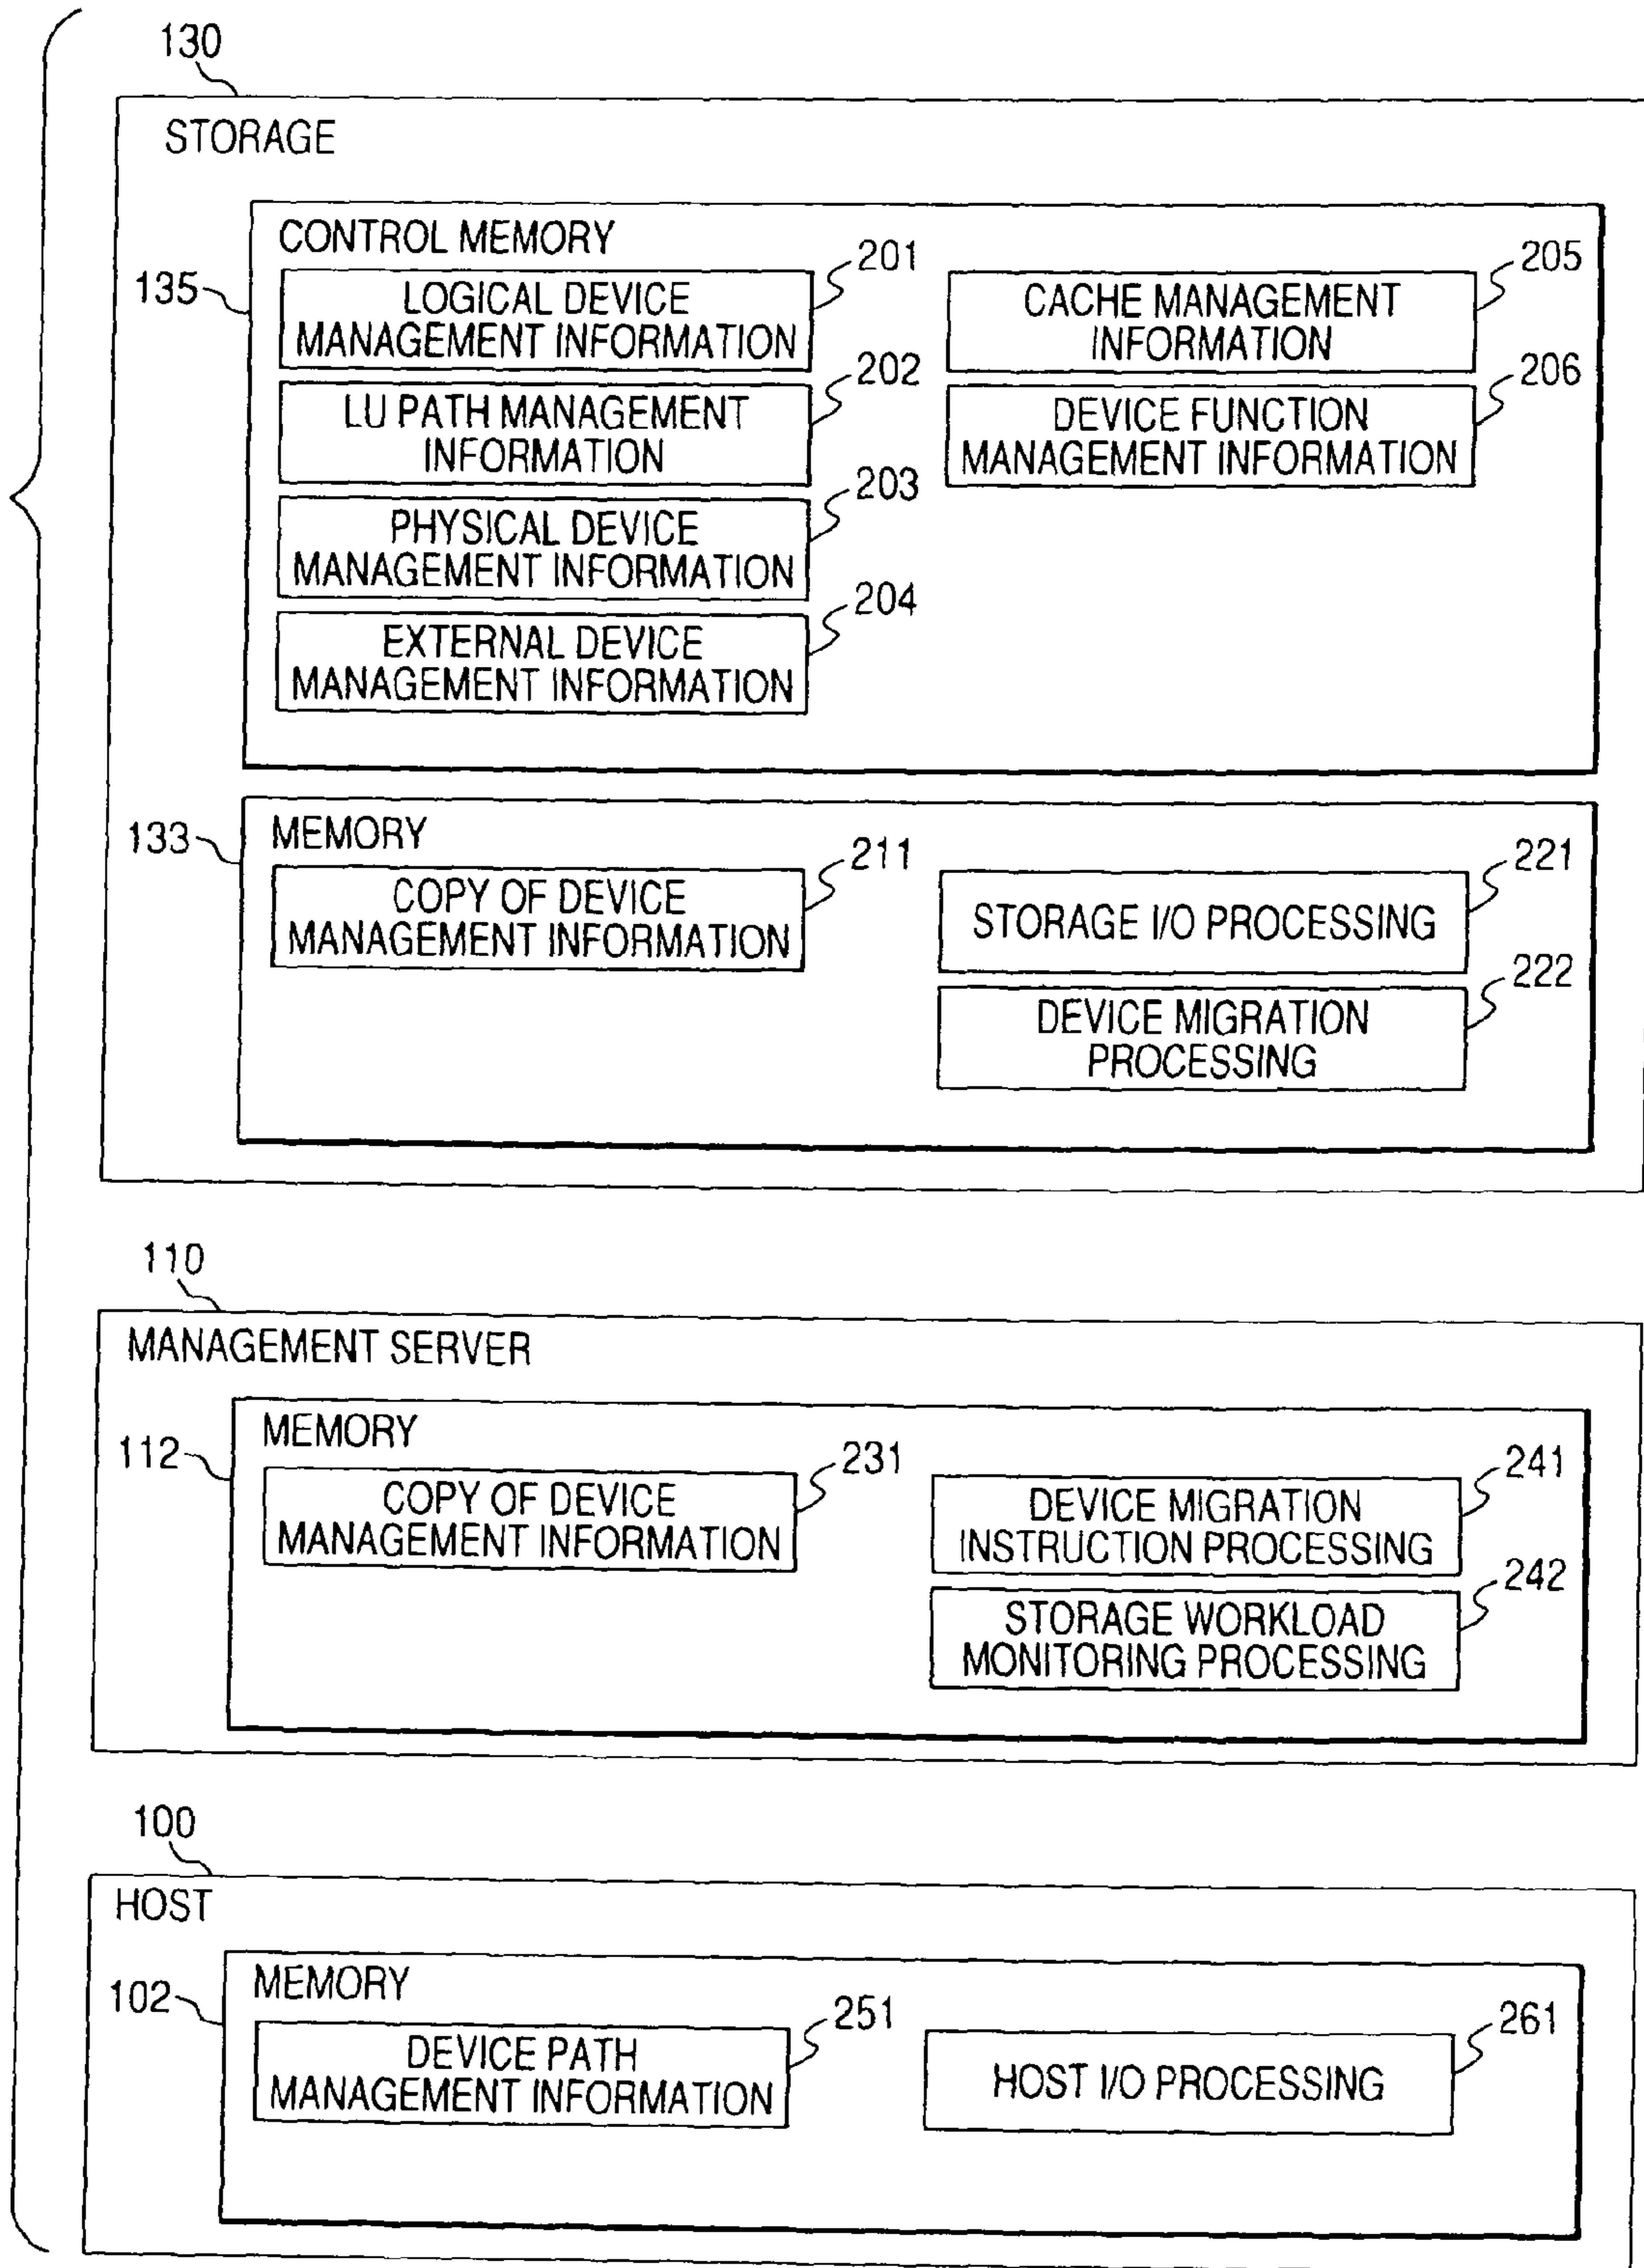 130
STORAGE
CONTROL MEMORY
135
LOGICAL DEVICE
MANAGEMENT INFORMATION
201
LU PATH MANAGEMENT
INFORMATION
202
PHYSICAL DEVICE
MANAGEMENT INFORMATION
203
EXTERNAL DEVICE
MANAGEMENT INFORMATION
204
CACHE MANAGEMENT
INFORMATION
205
DEVICE FUNCTION
MANAGEMENT INFORMATION
206
MEMORY
133
COPY OF DEVICE
MANAGEMENT INFORMATION
211
STORAGE I/O PROCESSING
221
DEVICE MIGRATION
PROCESSING
222
110
MANAGEMENT SERVER
MEMORY
112
COPY OF DEVICE
MANAGEMENT INFORMATION
231
DEVICE MIGRATION
INSTRUCTION PROCESSING
241
STORAGE WORKLOAD
MONITORING PROCESSING
242
100
HOST
MEMORY
102
DEVICE PATH
MANAGEMENT INFORMATION
251
HOST I/O PROCESSING
261